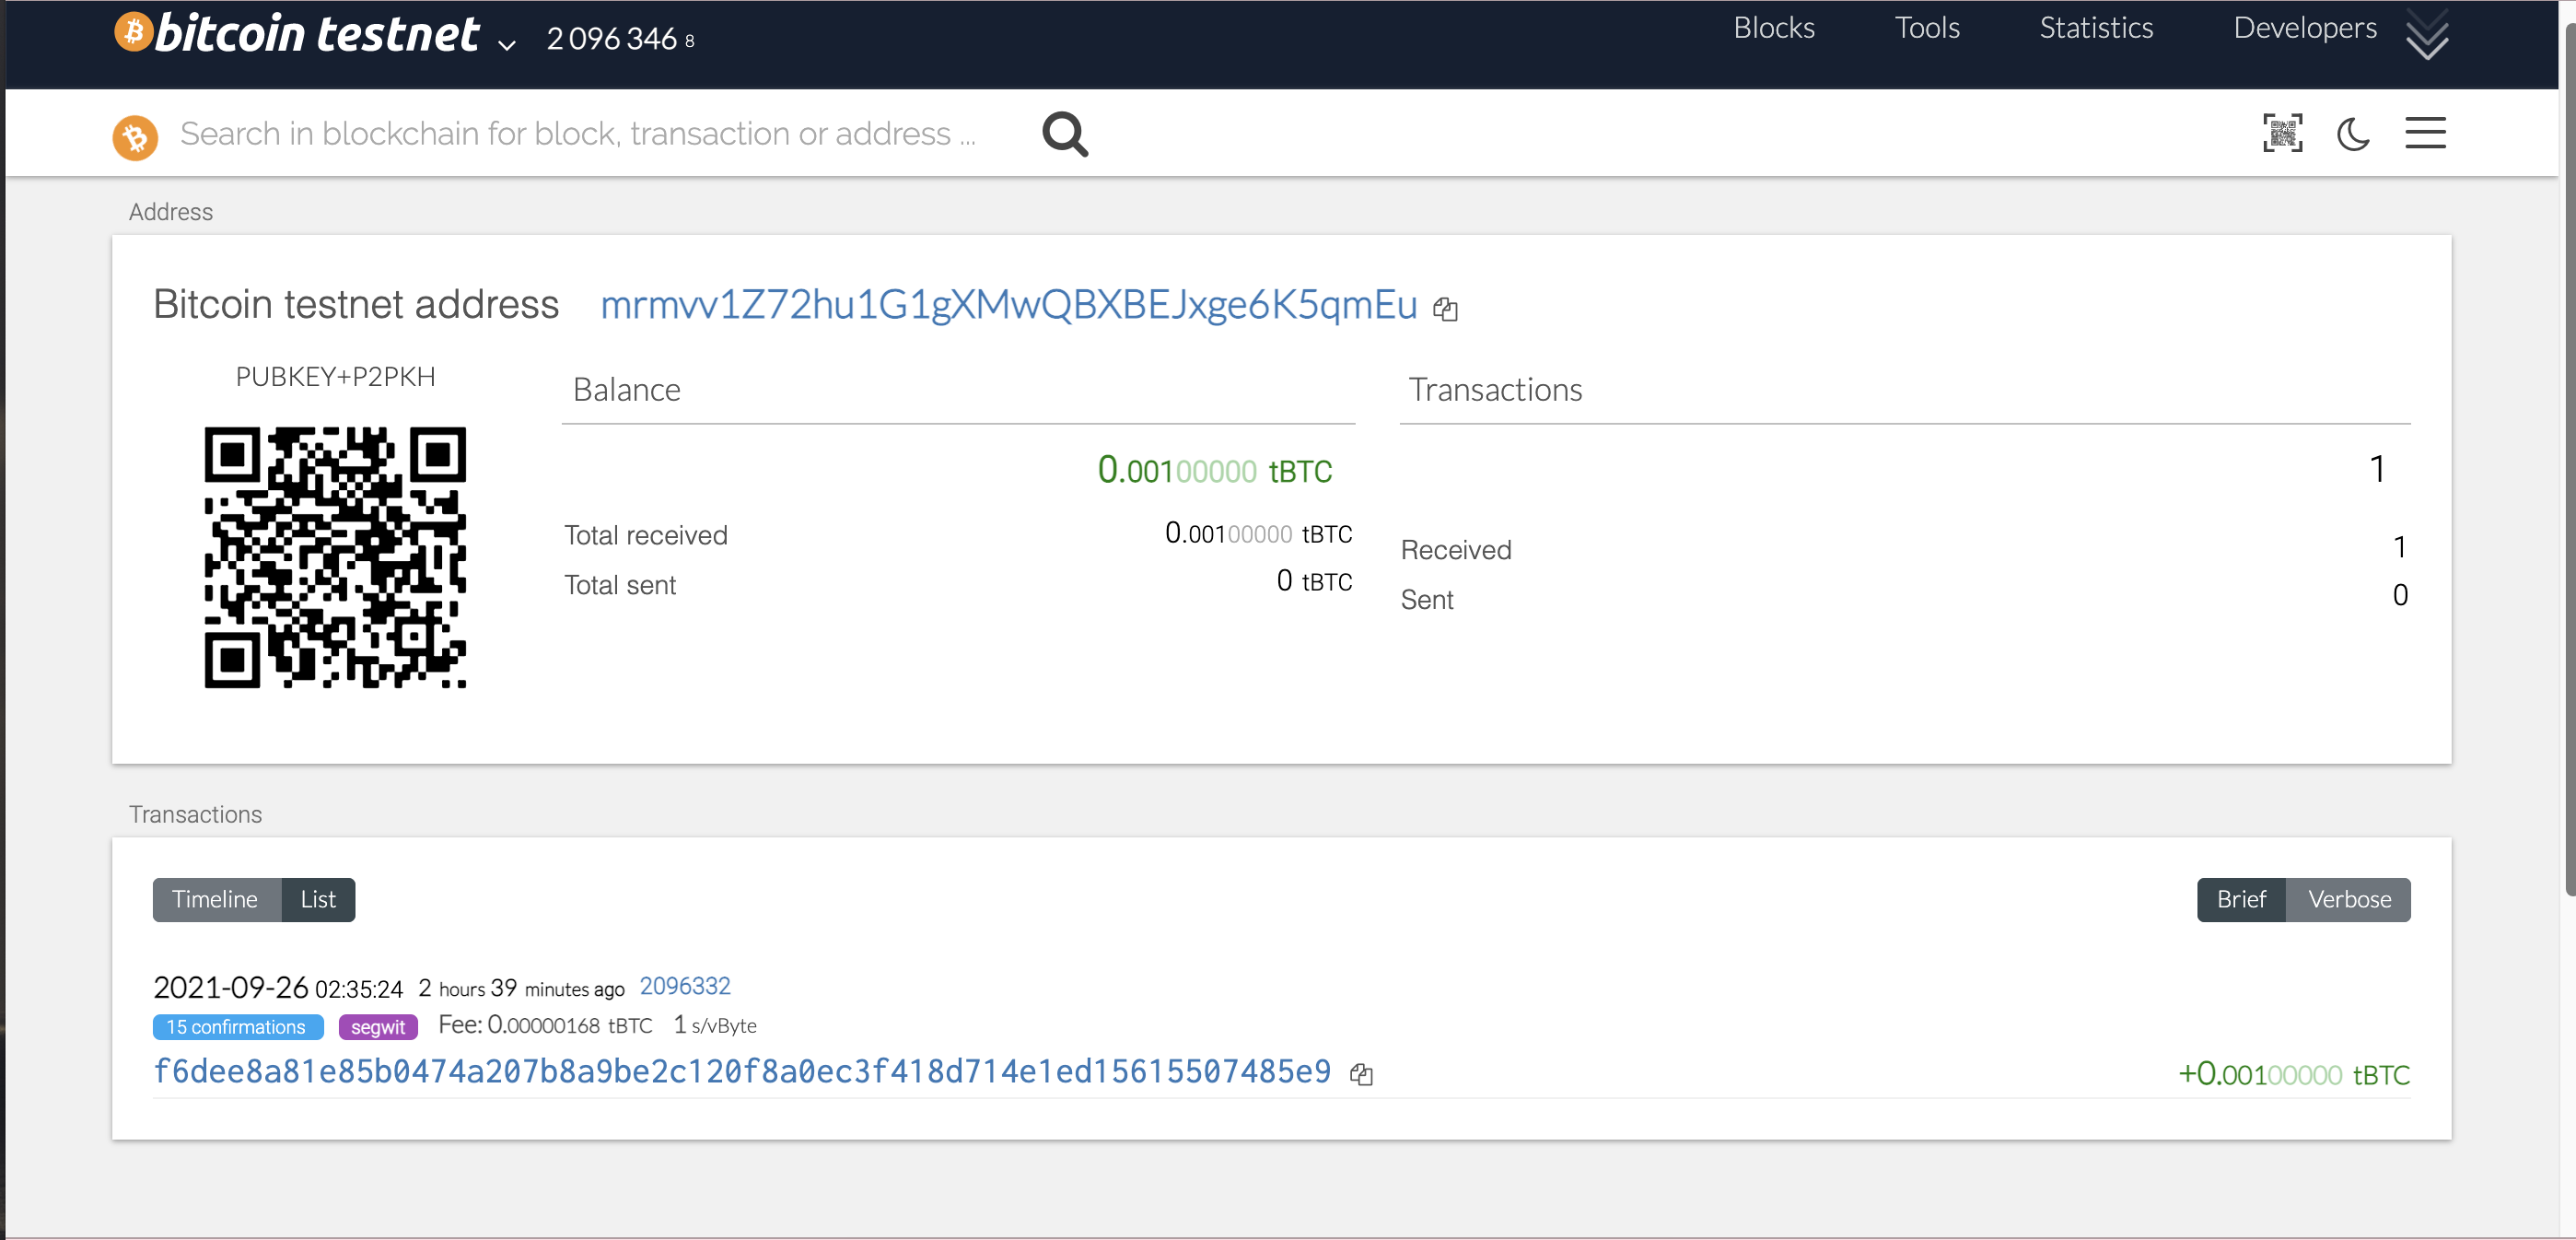 bitcoin testnet 2 096 346 8 Blocks Tools Statistics Developers
Search in blockchain for block, transaction or address ...
Address
Bitcoin testnet address mrmvv1Z72hu1G1gXMwQBXBEJxge6K5qmEu
PUBKEY+P2PKH
Balance
0.00100000 tBTC
Total received 0.00100000 tBTC
Total sent 0 tBTC
Transactions
1
Received 1
Sent 0
Transactions
Timeline List Brief Verbose
2021-09-26 02:35:24 2 hours 39 minutes ago 2096332
15 confirmations segwit Fee: 0.00000168 tBTC 1 s/vByte
f6dee8a81e85b0474a207b8a9be2c120f8a0ec3f418d714e1ed15615507485e9 +0.00100000 tBTC